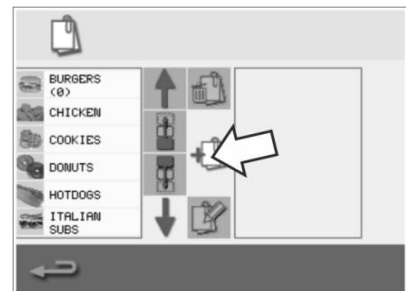 BURGERS
(0)
CHICKEN
COOKIES
DONUTS
HOTDOGS
ITALIAN
SUBS